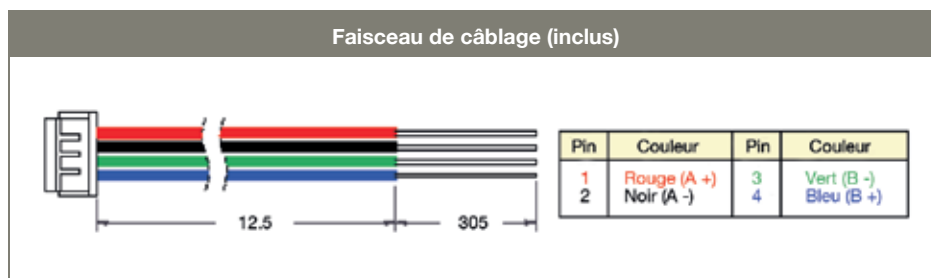 Faisceau de câblage (inclus)
12.5
305
Pin Couleur Pin Couleur
1 Rouge (A +) 3 Vert (B -)
2 Noir (A -) 4 Bleu (B +)